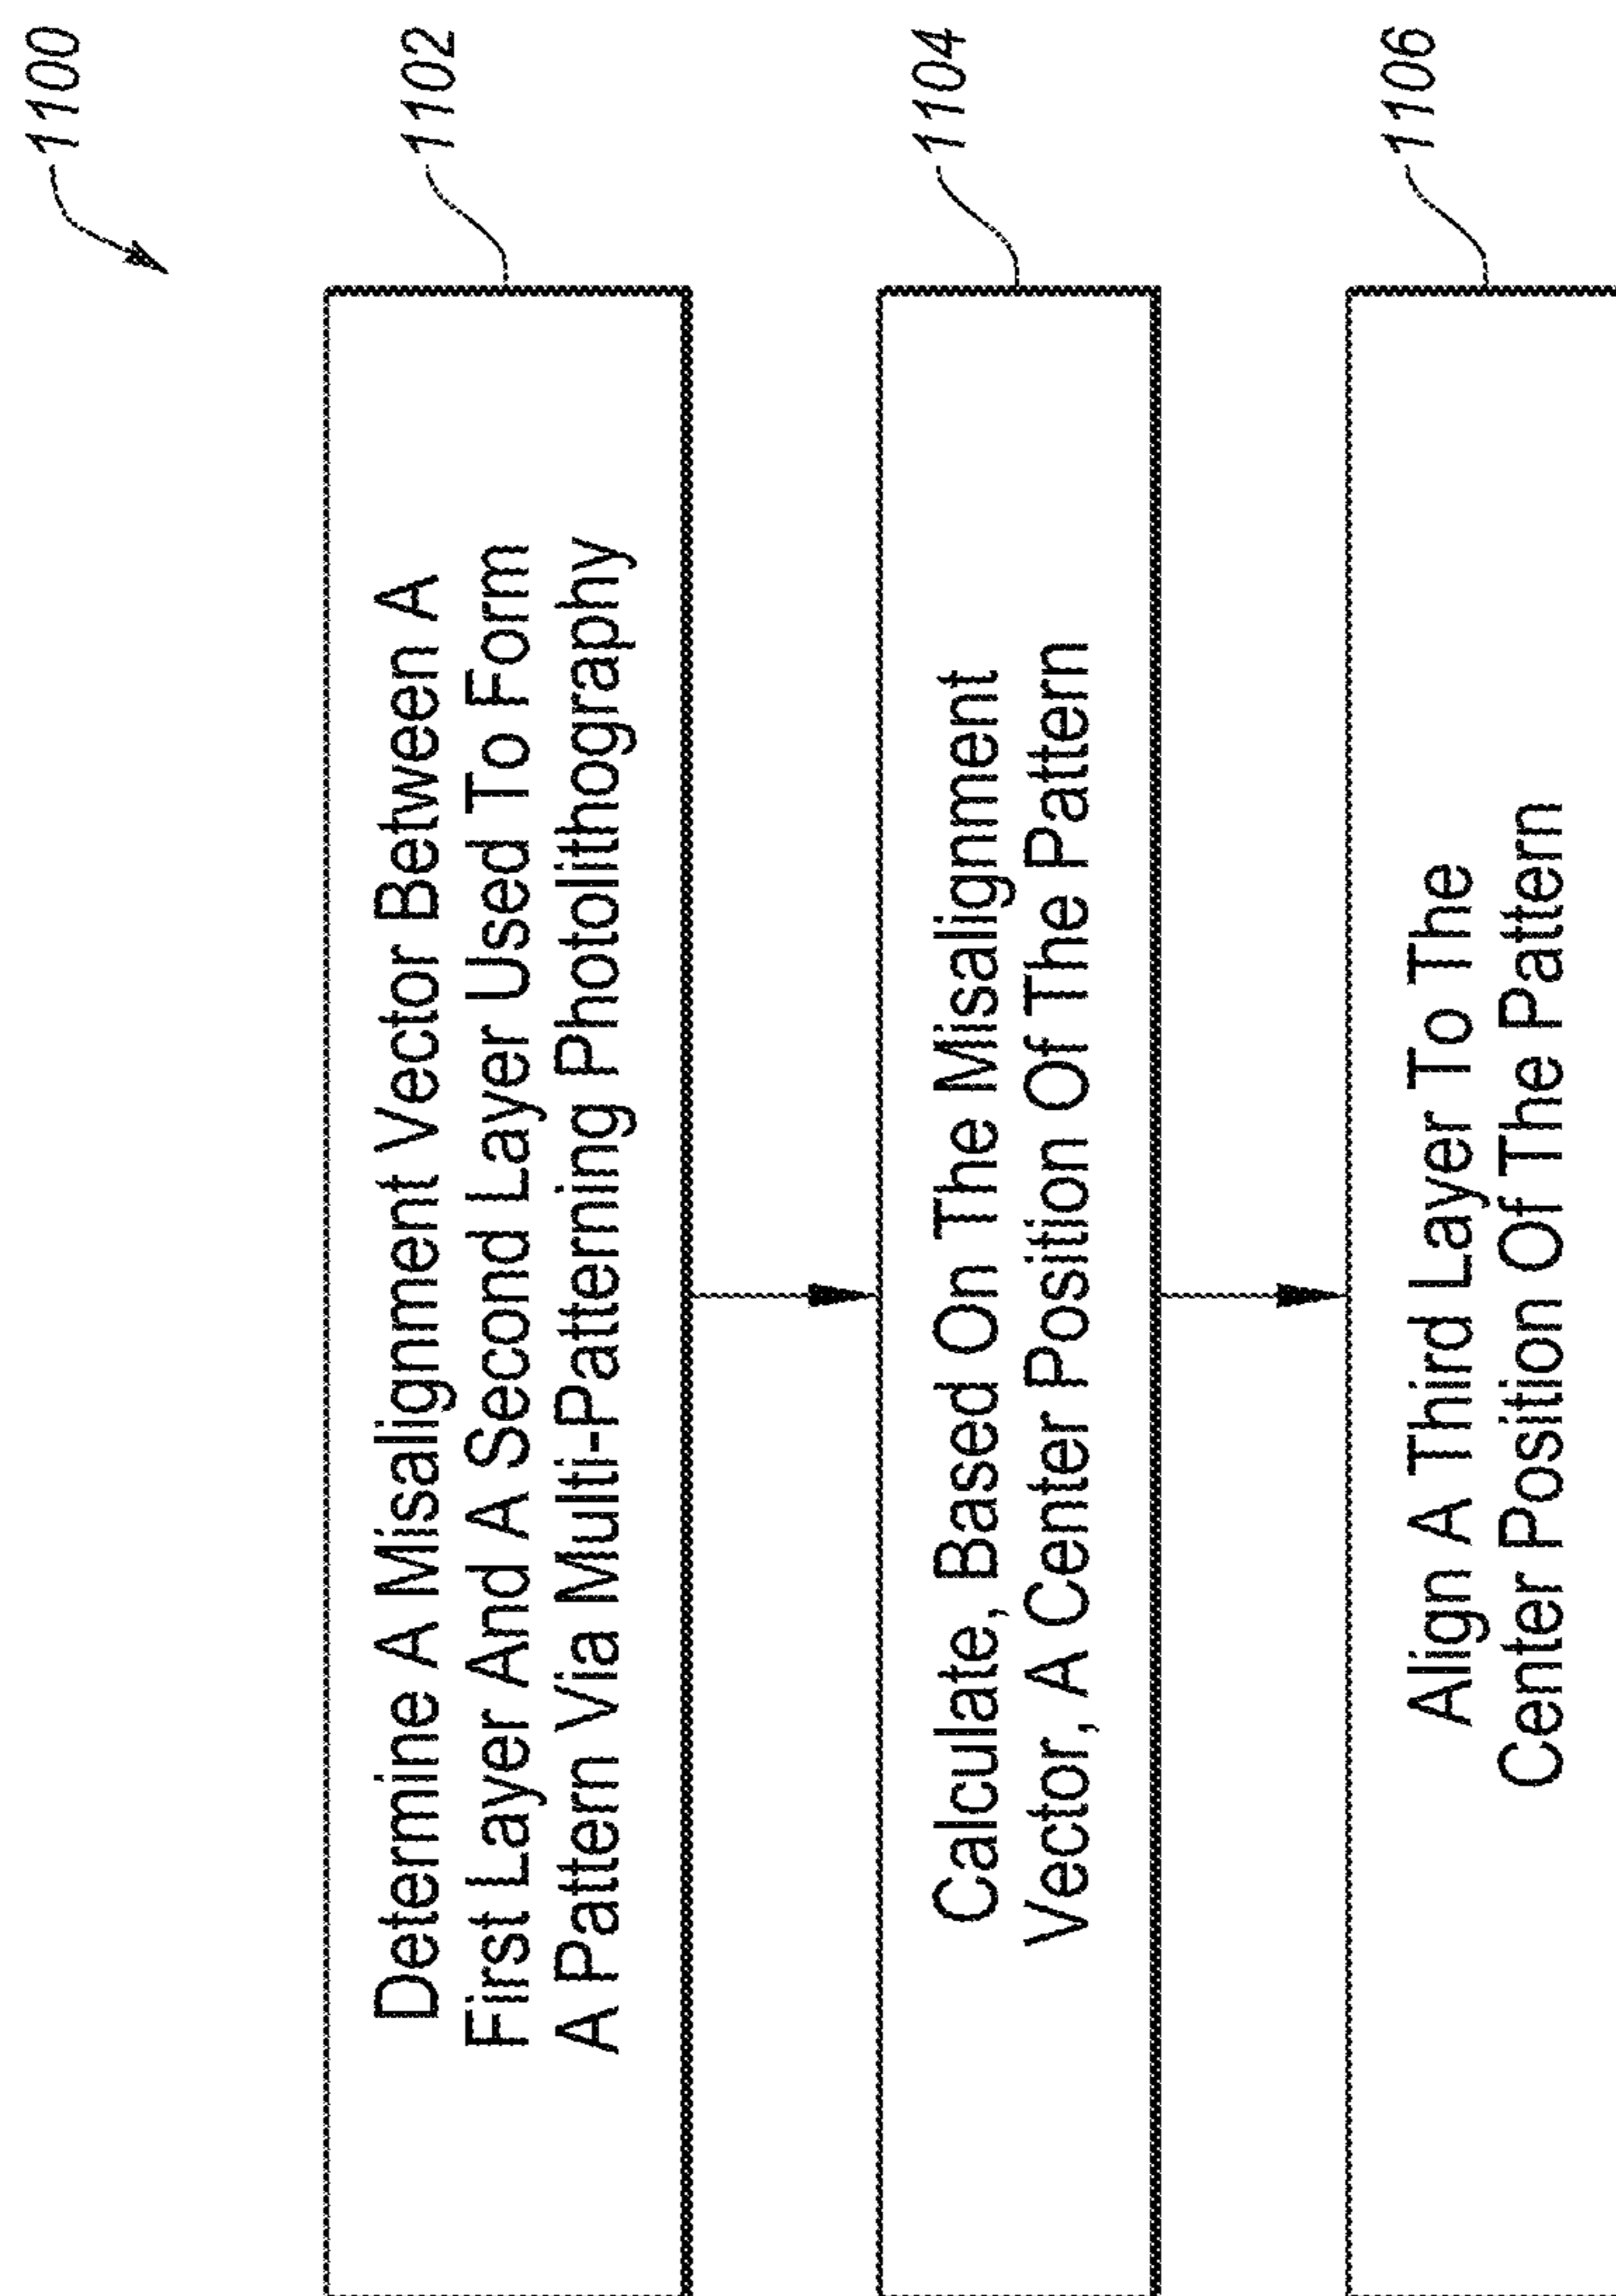 1100
1102
Determine A Misalignment Vector Between A
First Layer And A Second Layer Used To Form
A Pattern Via Multi-Patterning Photolithography
1104
Calculate, Based On The Misalignment
Vector, A Center Position Of The Pattern
1106
Align A Third Layer To The
Center Position Of The Pattern